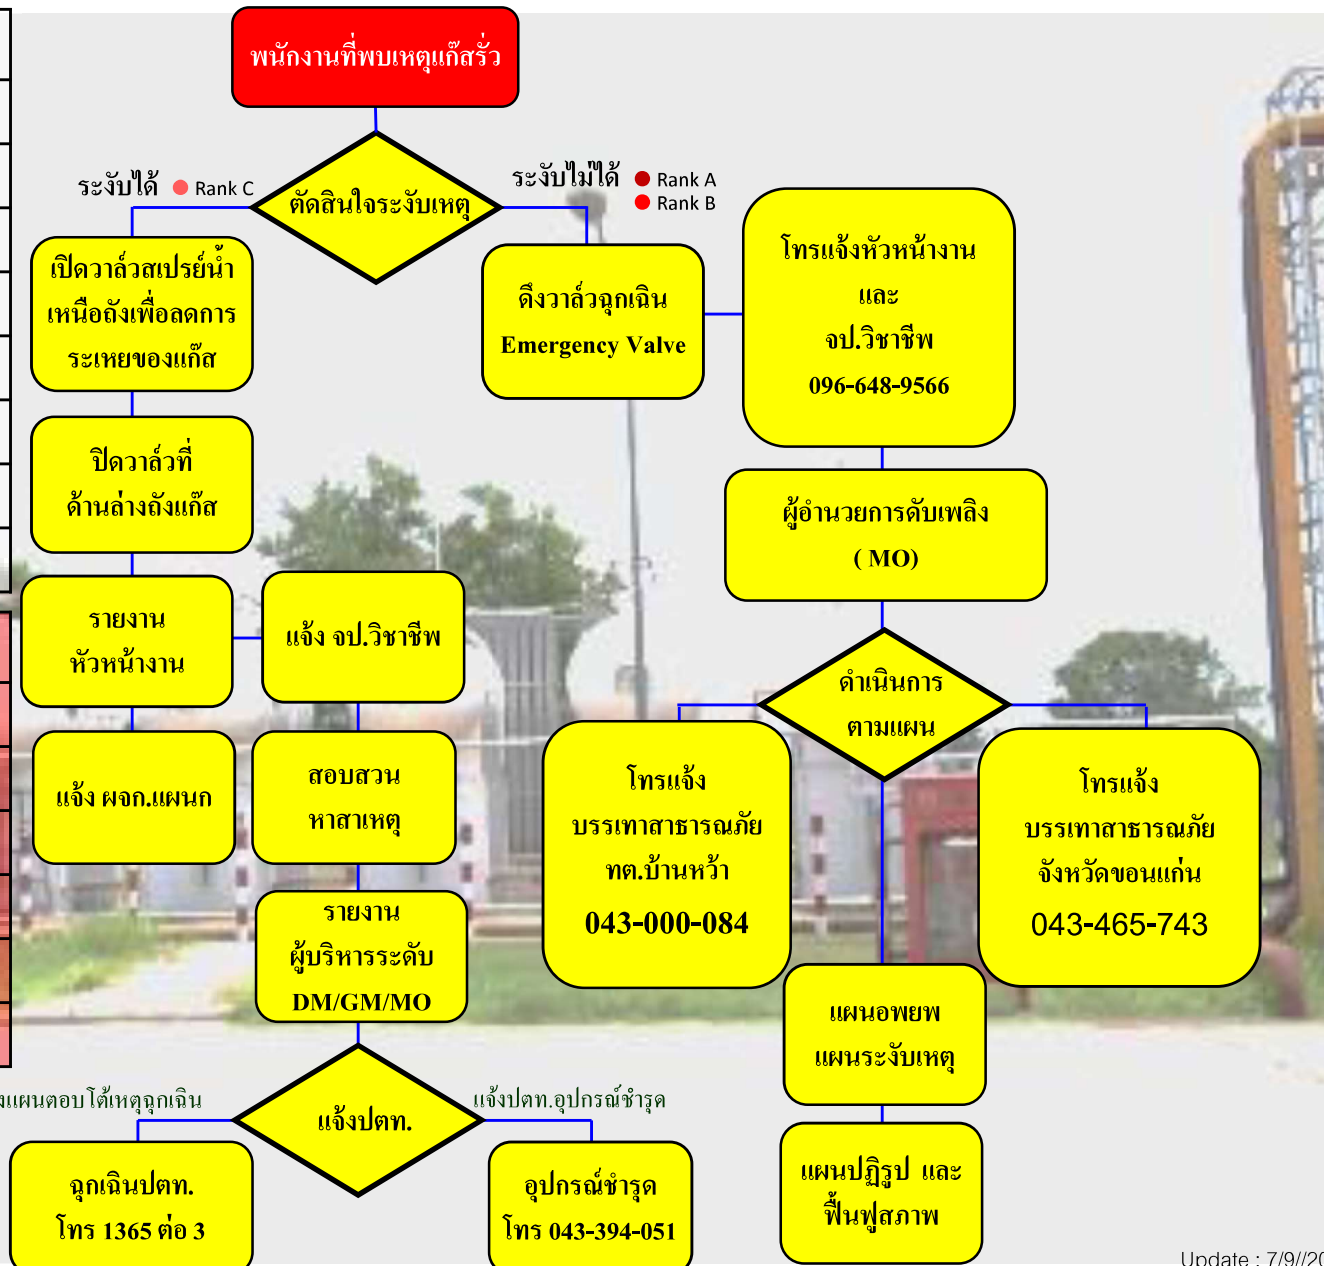 พนักงานที่พบเหตุแก๊สรั่ว
ระงับได้
Rank C
ตัดสินใจระงับเหตุ
ระงับไม่ได้
Rank A
Rank B
เปิดวาล์วสเปรย์น้ำ
เหนือถังเพื่อลดการ
ระเหยของแก๊ส
ดึงวาล์วฉุกเฉิน
Emergency Valve
โทรแจ้งหัวหน้างาน
และ
จป.วิชาชีพ
096-648-9566
ปิดวาล์วที่
ด้านล่างถังแก๊ส
ผู้อำนวยการดับเพลิง
( MO)
รายงาน
หัวหน้างาน
แจ้ง จป.วิชาชีพ
ดำเนินการ
ตามแผน
แจ้ง ผจก.แผนก
สอบสวน
หาสาเหตุ
โทรแจ้ง
บรรเทาสาธารณภัย
ทต.บ้านหว้า
043-000-084
โทรแจ้ง
บรรเทาสาธารณภัย
จังหวัดขอนแก่น
043-465-743
รายงาน
ผู้บริหารระดับ
DM/GM/MO
แผนอพยพ
แผนระงับเหตุ
แผนตอบโต้เหตุฉุกเฉิน
แจ้งปตท.
แจ้งปตท.อุปกรณ์ชำรุด
ฉุกเฉินปตท.
โทร 1365 ต่อ 3
อุปกรณ์ชำรุด
โทร 043-394-051
แผนปฏิรูป และ
ฟื้นฟูสภาพ
Update : 7/9//20